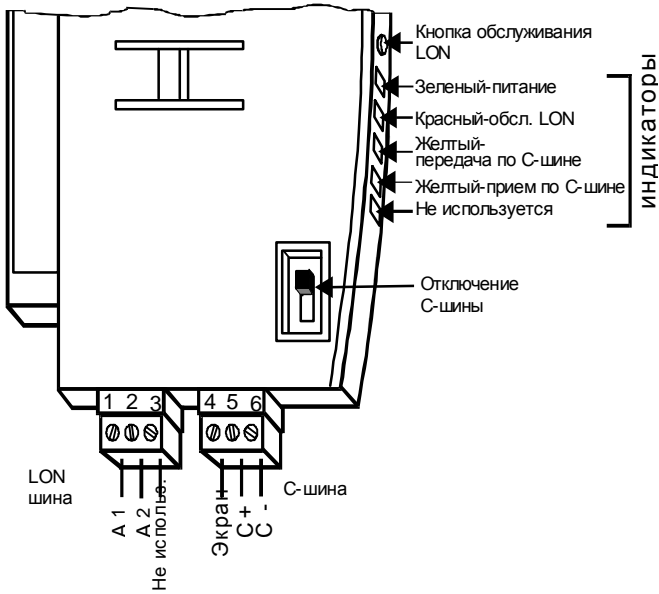 Кнопка обслуживания
LON
Зеленый-питание
Красный-обсл. LON
Желтый-
передача по С-шине
Желтый-прием по С-шине
Не используется
индикаторы
Отключение
С-шины
1 2 3 4 5 6
LON
шина
А 1
А 2
Не использ.
Экран
С +
С -
С-шина